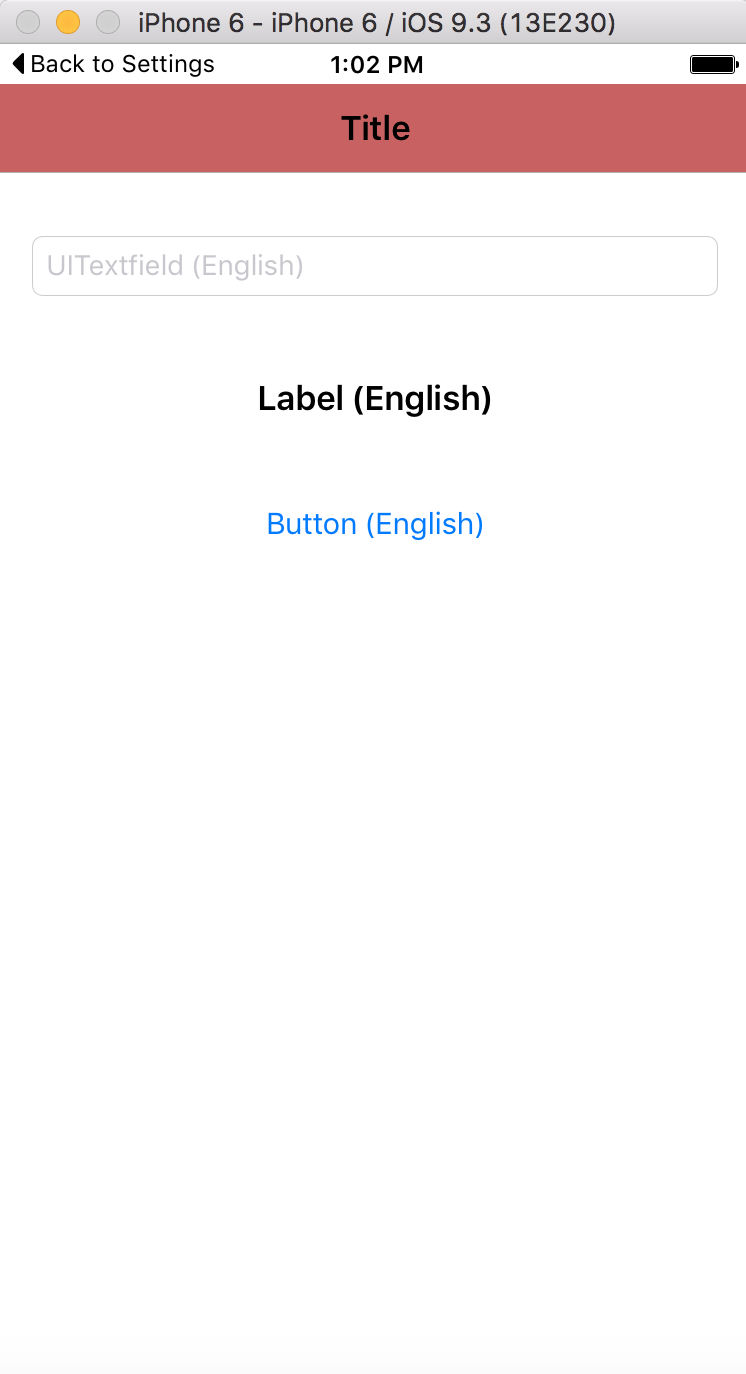 iPhone 6 - iPhone 6 / iOS 9.3 (13E230)
Back to Settings 1:02 PM
Title
UITextfield (English)
Label (English)
Button (English)